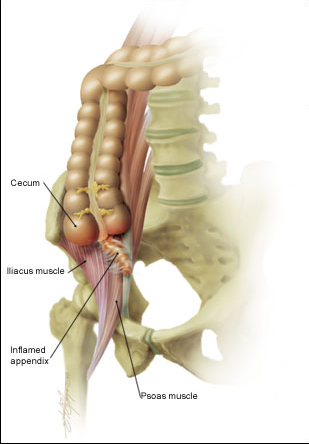 Cecum
Iliacus muscle
Inflamed
appendix
Psoas muscle